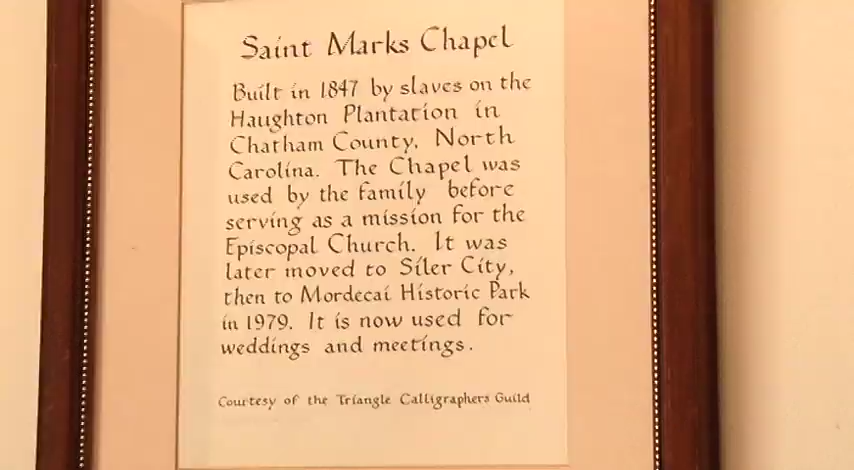 Saint Marks Chapel
Built in 1847 by slaves on the
Haughton Plantation in
Chatham County, North
Carolina. The Chapel was
used by the family before
serving as a mission for the
Episcopal Church. It was
later moved to Siler City,
then to Mordecai Historic Park
in 1979. It is now used for
weddings and meetings.
Courtesy of the Triangle Calligraphers Guild